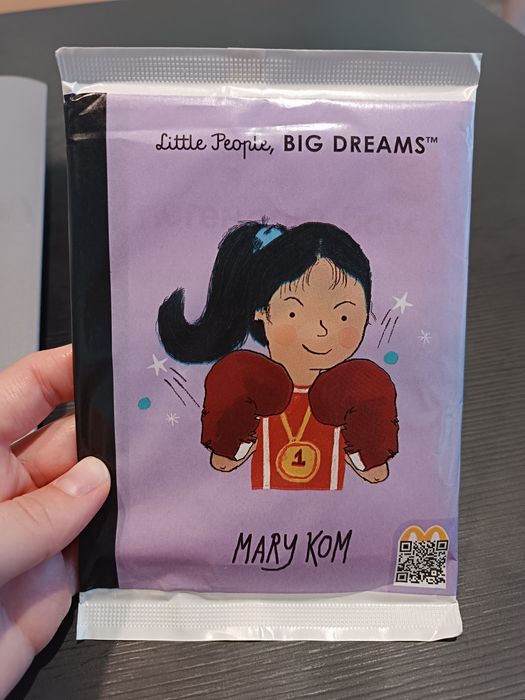 Little People, BIG DREAMS™
1
MARY KOM